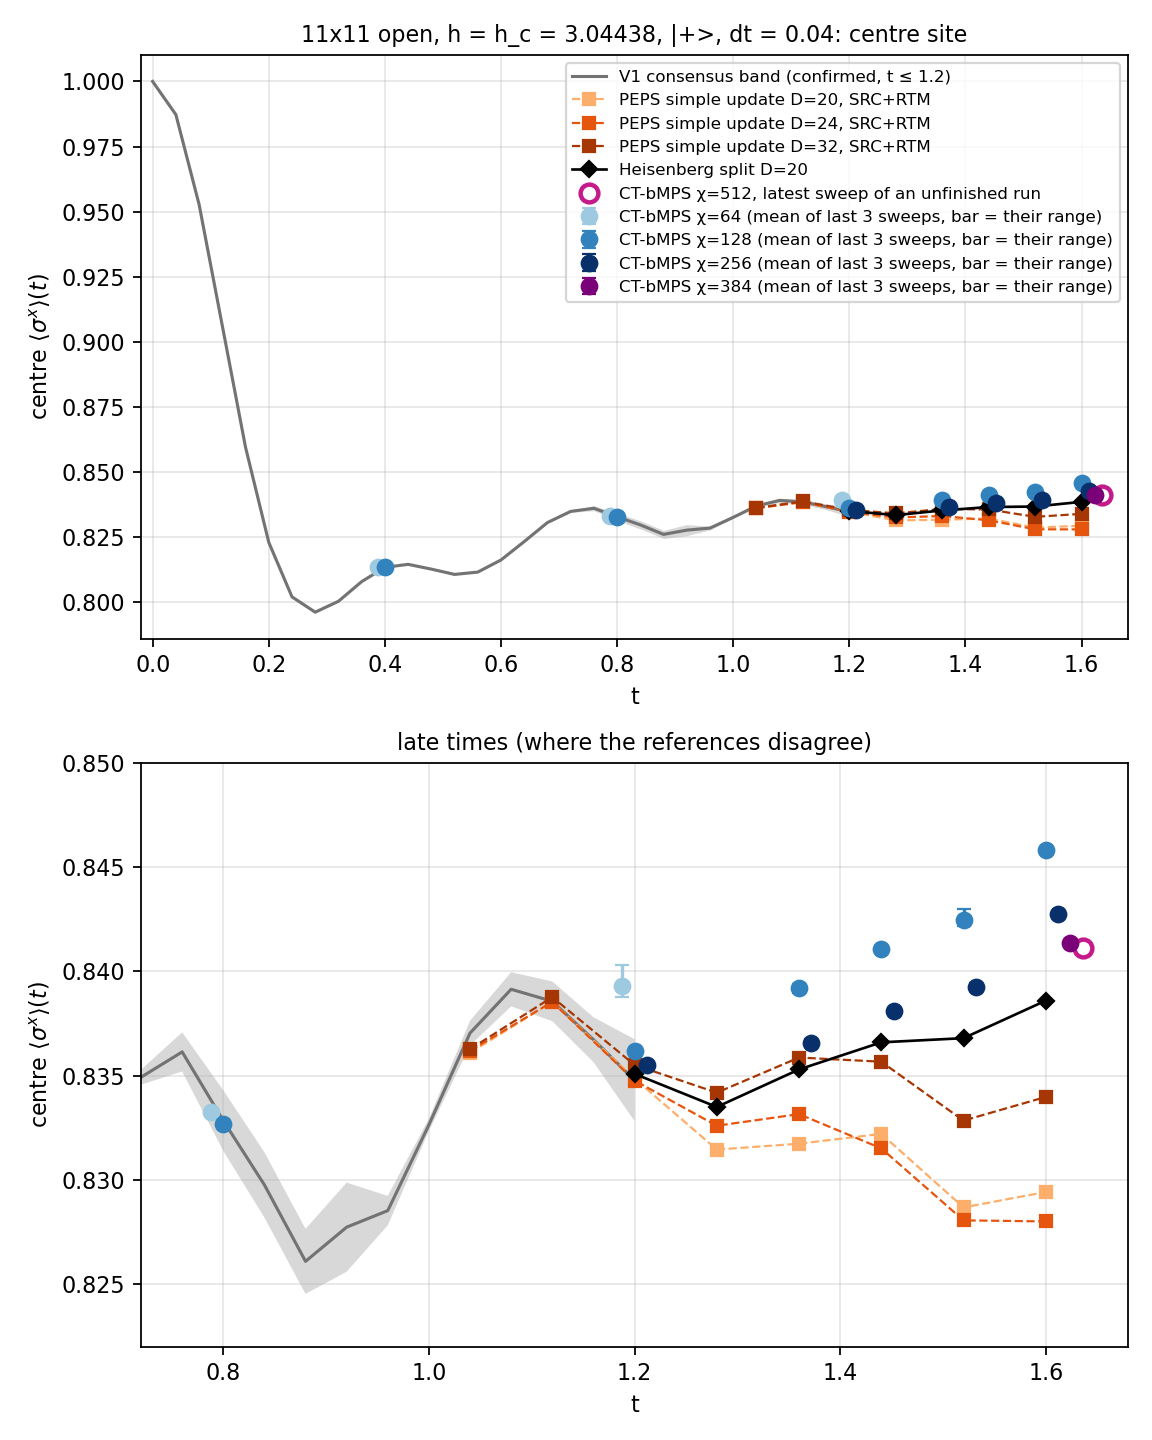 11x11 open, h = h_c = 3.04438, |+>, dt = 0.04: centre site
V1 consensus band (confirmed, t ≤ 1.2)
PEPS simple update D=20, SRC+RTM
PEPS simple update D=24, SRC+RTM
PEPS simple update D=32, SRC+RTM
Heisenberg split D=20
CT-bMPS χ=512, latest sweep of an unfinished run
CT-bMPS χ=64 (mean of last 3 sweeps, bar = their range)
CT-bMPS χ=128 (mean of last 3 sweeps, bar = their range)
CT-bMPS χ=256 (mean of last 3 sweeps, bar = their range)
CT-bMPS χ=384 (mean of last 3 sweeps, bar = their range)
1.000
0.975
0.950
0.925
0.900
0.875
0.850
0.825
0.800
centre ⟨σ^x⟩(t)
0.0 0.2 0.4 0.6 0.8 1.0 1.2 1.4 1.6
t
late times (where the references disagree)
0.850
0.845
0.840
0.835
0.830
0.825
centre ⟨σ^x⟩(t)
0.8 1.0 1.2 1.4 1.6
t